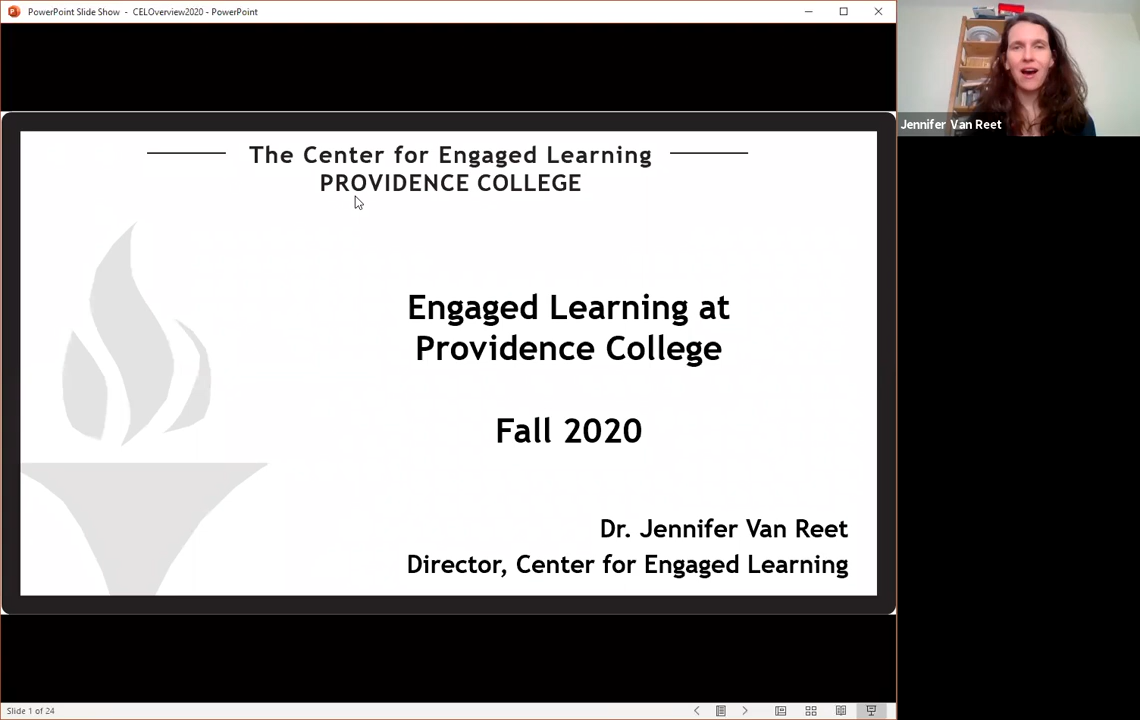 PowerPoint Slide Show - CELOverview2020 - PowerPoint
Jennifer Van Reet
The Center for Engaged Learning
PROVIDENCE COLLEGE
Engaged Learning at
Providence College
Fall 2020
Dr. Jennifer Van Reet
Director, Center for Engaged Learning
Slide 1 of 24